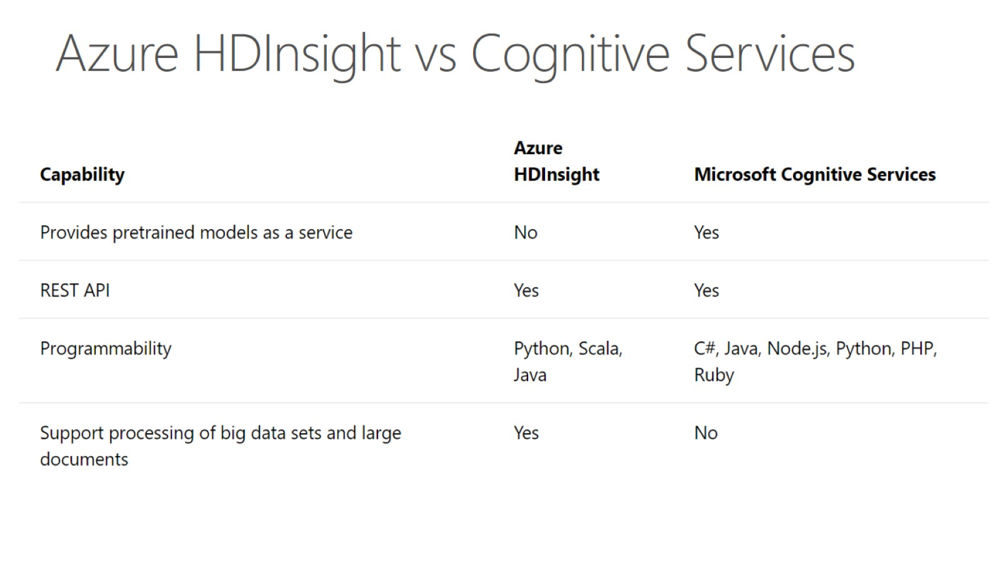 Azure HDInsight vs Cognitive Services
Azure
HDInsight
Capability
Microsoft Cognitive Services
Provides pretrained models as a service
No
Yes
REST API
Yes
Yes
Programmability
Python, Scala,
Java
C#, Java, Node.js, Python, PHP,
Ruby
Support processing of big data sets and large
documents
Yes
No